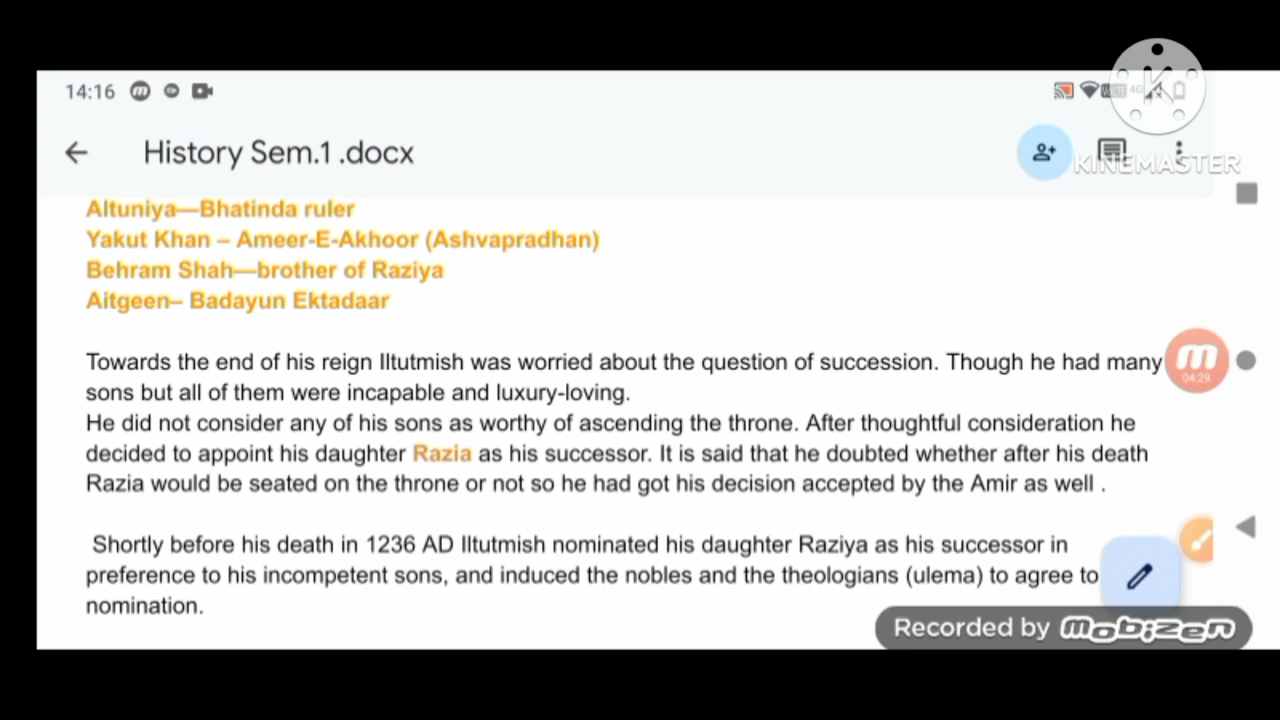 KINEMASTER
14:16
4G
History Sem.1 .docx
Altuniya—Bhatinda ruler
Yakut Khan – Ameer-E-Akhoor (Ashvapradhan)
Behram Shah—brother of Raziya
Aitgeen– Badayun Ektadaar
Towards the end of his reign Iltutmish was worried about the question of succession. Though he had many
sons but all of them were incapable and luxury-loving.
04:29
He did not consider any of his sons as worthy of ascending the throne. After thoughtful consideration he
decided to appoint his daughter Razia as his successor. It is said that he doubted whether after his death
Razia would be seated on the throne or not so he had got his decision accepted by the Amir as well .
Shortly before his death in 1236 AD Iltutmish nominated his daughter Raziya as his successor in
preference to his incompetent sons, and induced the nobles and the theologians (ulema) to agree to
nomination.
Recorded by mobizen